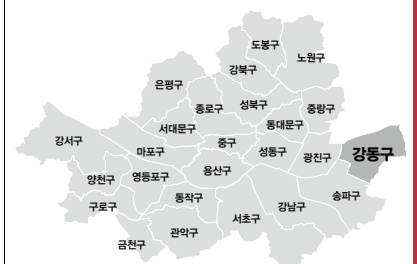 도봉구
노원구
강북구
은평구
성북구
중랑구
종로구
동대문구
서대문구
강서구
중구
마포구
성동구
광진구
강동구
용산구
양천구
영등포구
송파구
동작구
구로구
강남구
서초구
관악구
금천구